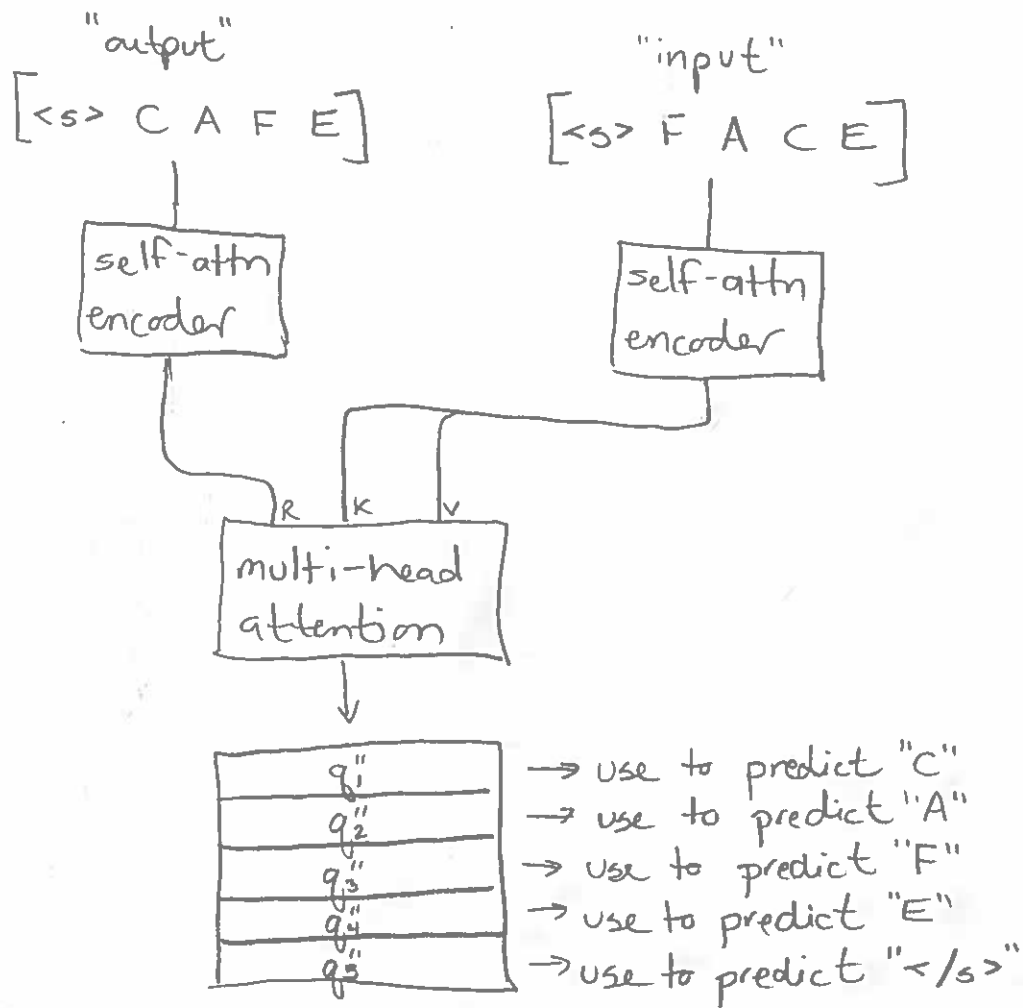 "output"
[<s> C A F E]
"input"
[<s> F A C E]
self-attn
encoder
self-attn
encoder
R K V
multi-head
attention
q₁" → use to predict "C"
q₂" → use to predict "A"
q₃" → use to predict "F"
q₄" → use to predict "E"
q₅" → use to predict "</s>"